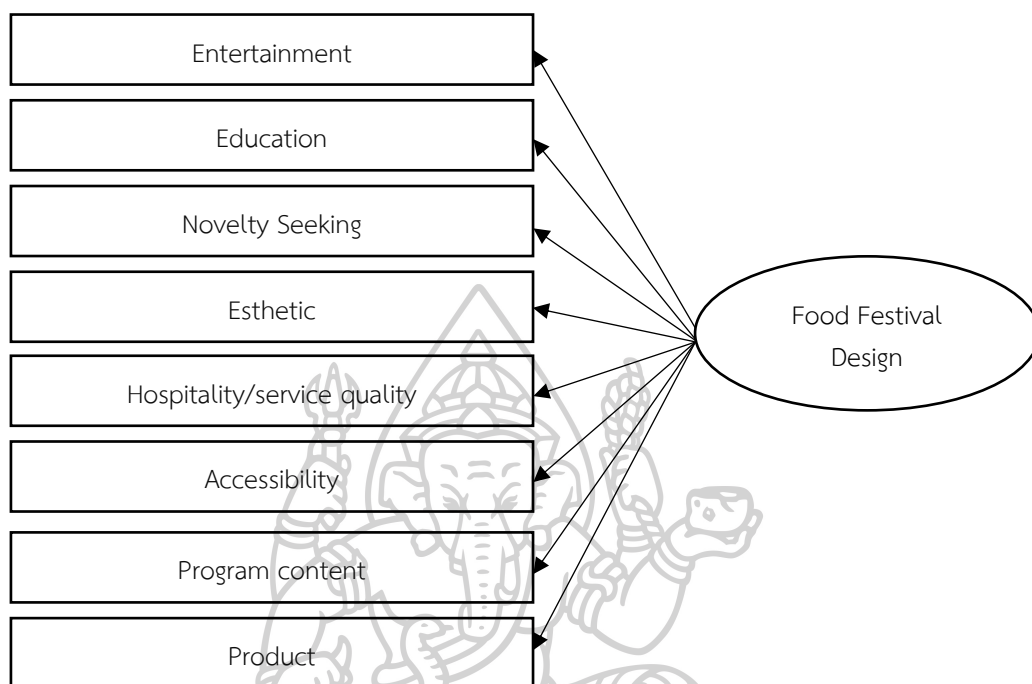 Entertainment
Education
Novelty Seeking
Esthetic
Hospitality/service quality
Accessibility
Program content
Product
Food Festival
Design